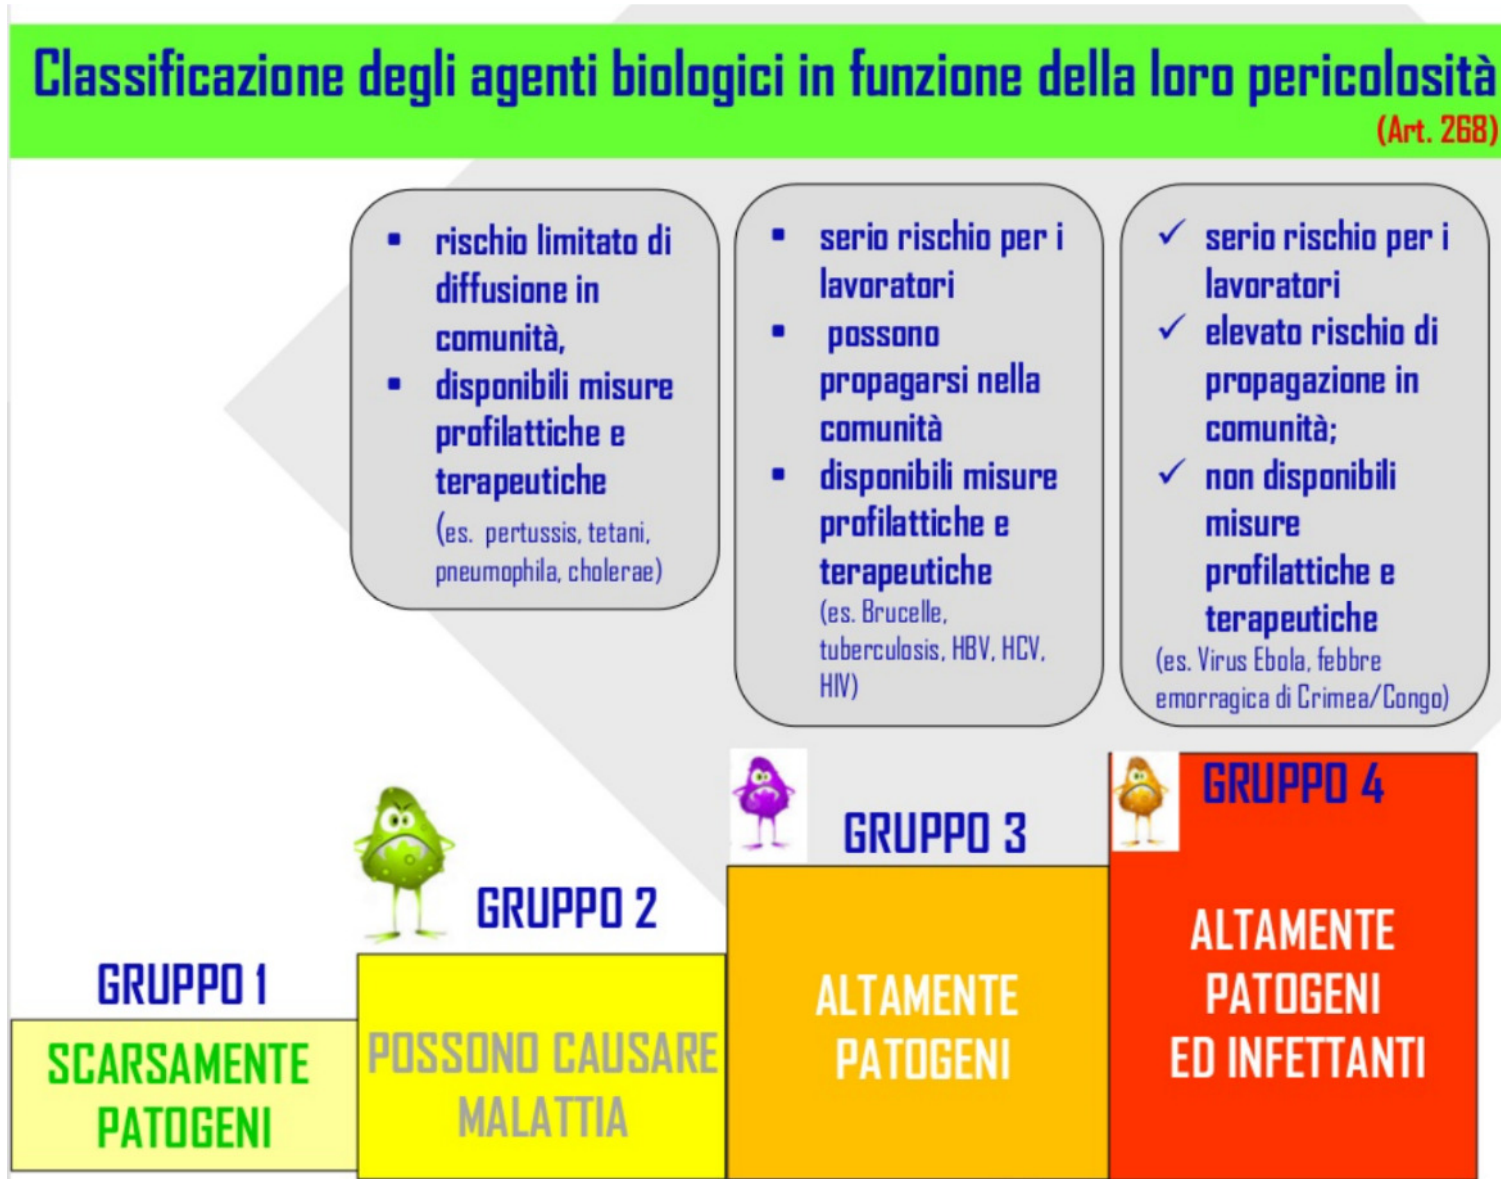 Classificazione degli agenti biologici in funzione della loro pericolosità
(Art. 268)
▪ rischio limitato di
diffusione in
comunità,
▪ disponibili misure
profilattiche e
terapeutiche
(es. pertussis, tetani,
pneumophila, cholerae)
▪ serio rischio per i
lavoratori
▪ possono
propagarsi nella
comunità
▪ disponibili misure
profilattiche e
terapeutiche
(es. Brucelle,
tuberculosis, HBV, HCV,
HIV)
✓ serio rischio per i
lavoratori
✓ elevato rischio di
propagazione in
comunità;
✓ non disponibili
misure
profilattiche e
terapeutiche
(es. Virus Ebola, febbre
emorragica di Crimea/Congo)
GRUPPO 1
SCARSAMENTE
PATOGENI
GRUPPO 2
POSSONO CAUSARE
MALATTIA
GRUPPO 3
ALTAMENTE
PATOGENI
GRUPPO 4
ALTAMENTE
PATOGENI
ED INFETTANTI